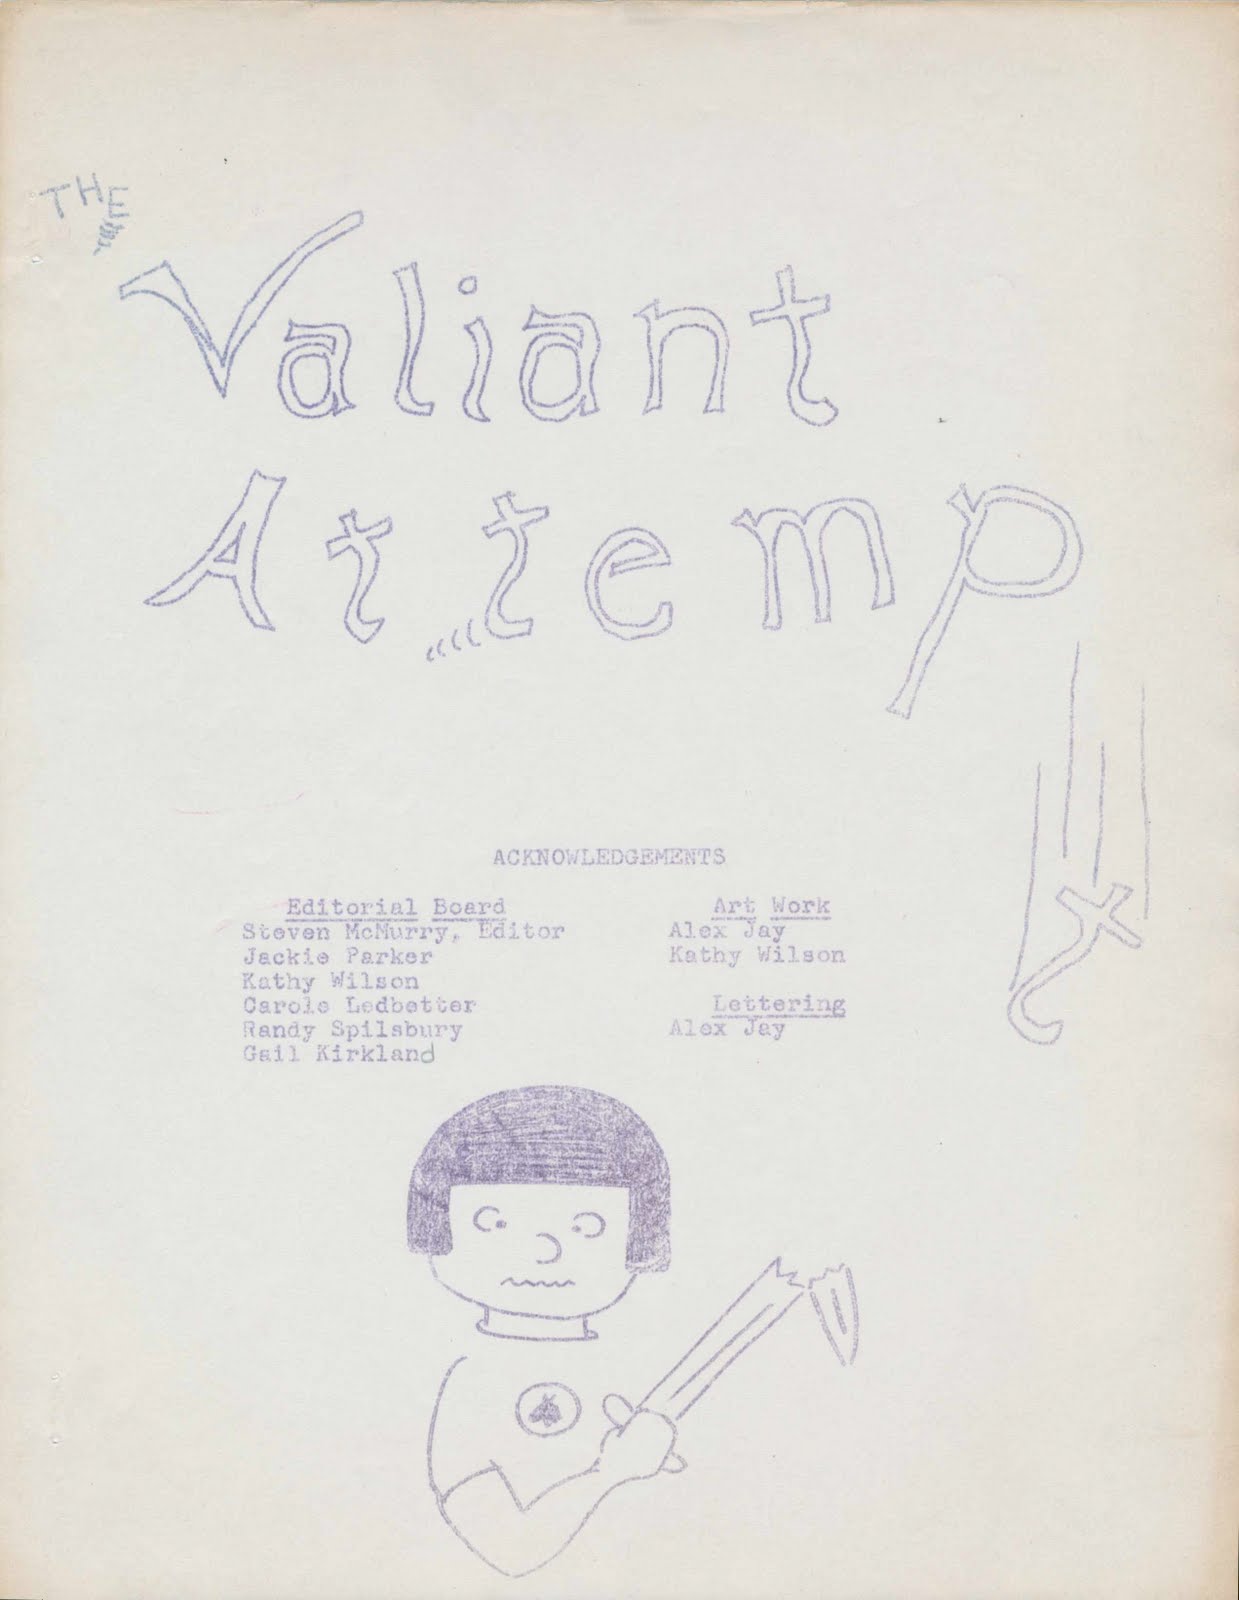 THE
Valiant
Attempt
ACKNOWLEDGEMENTS
Editorial Board
Steven McMurry, Editor
Jackie Parker
Kathy Wilson
Carole Ledbetter
Randy Spilsbury
Gail Kirkland
Art Work
Alex Jay
Kathy Wilson
Lettering
Alex Jay